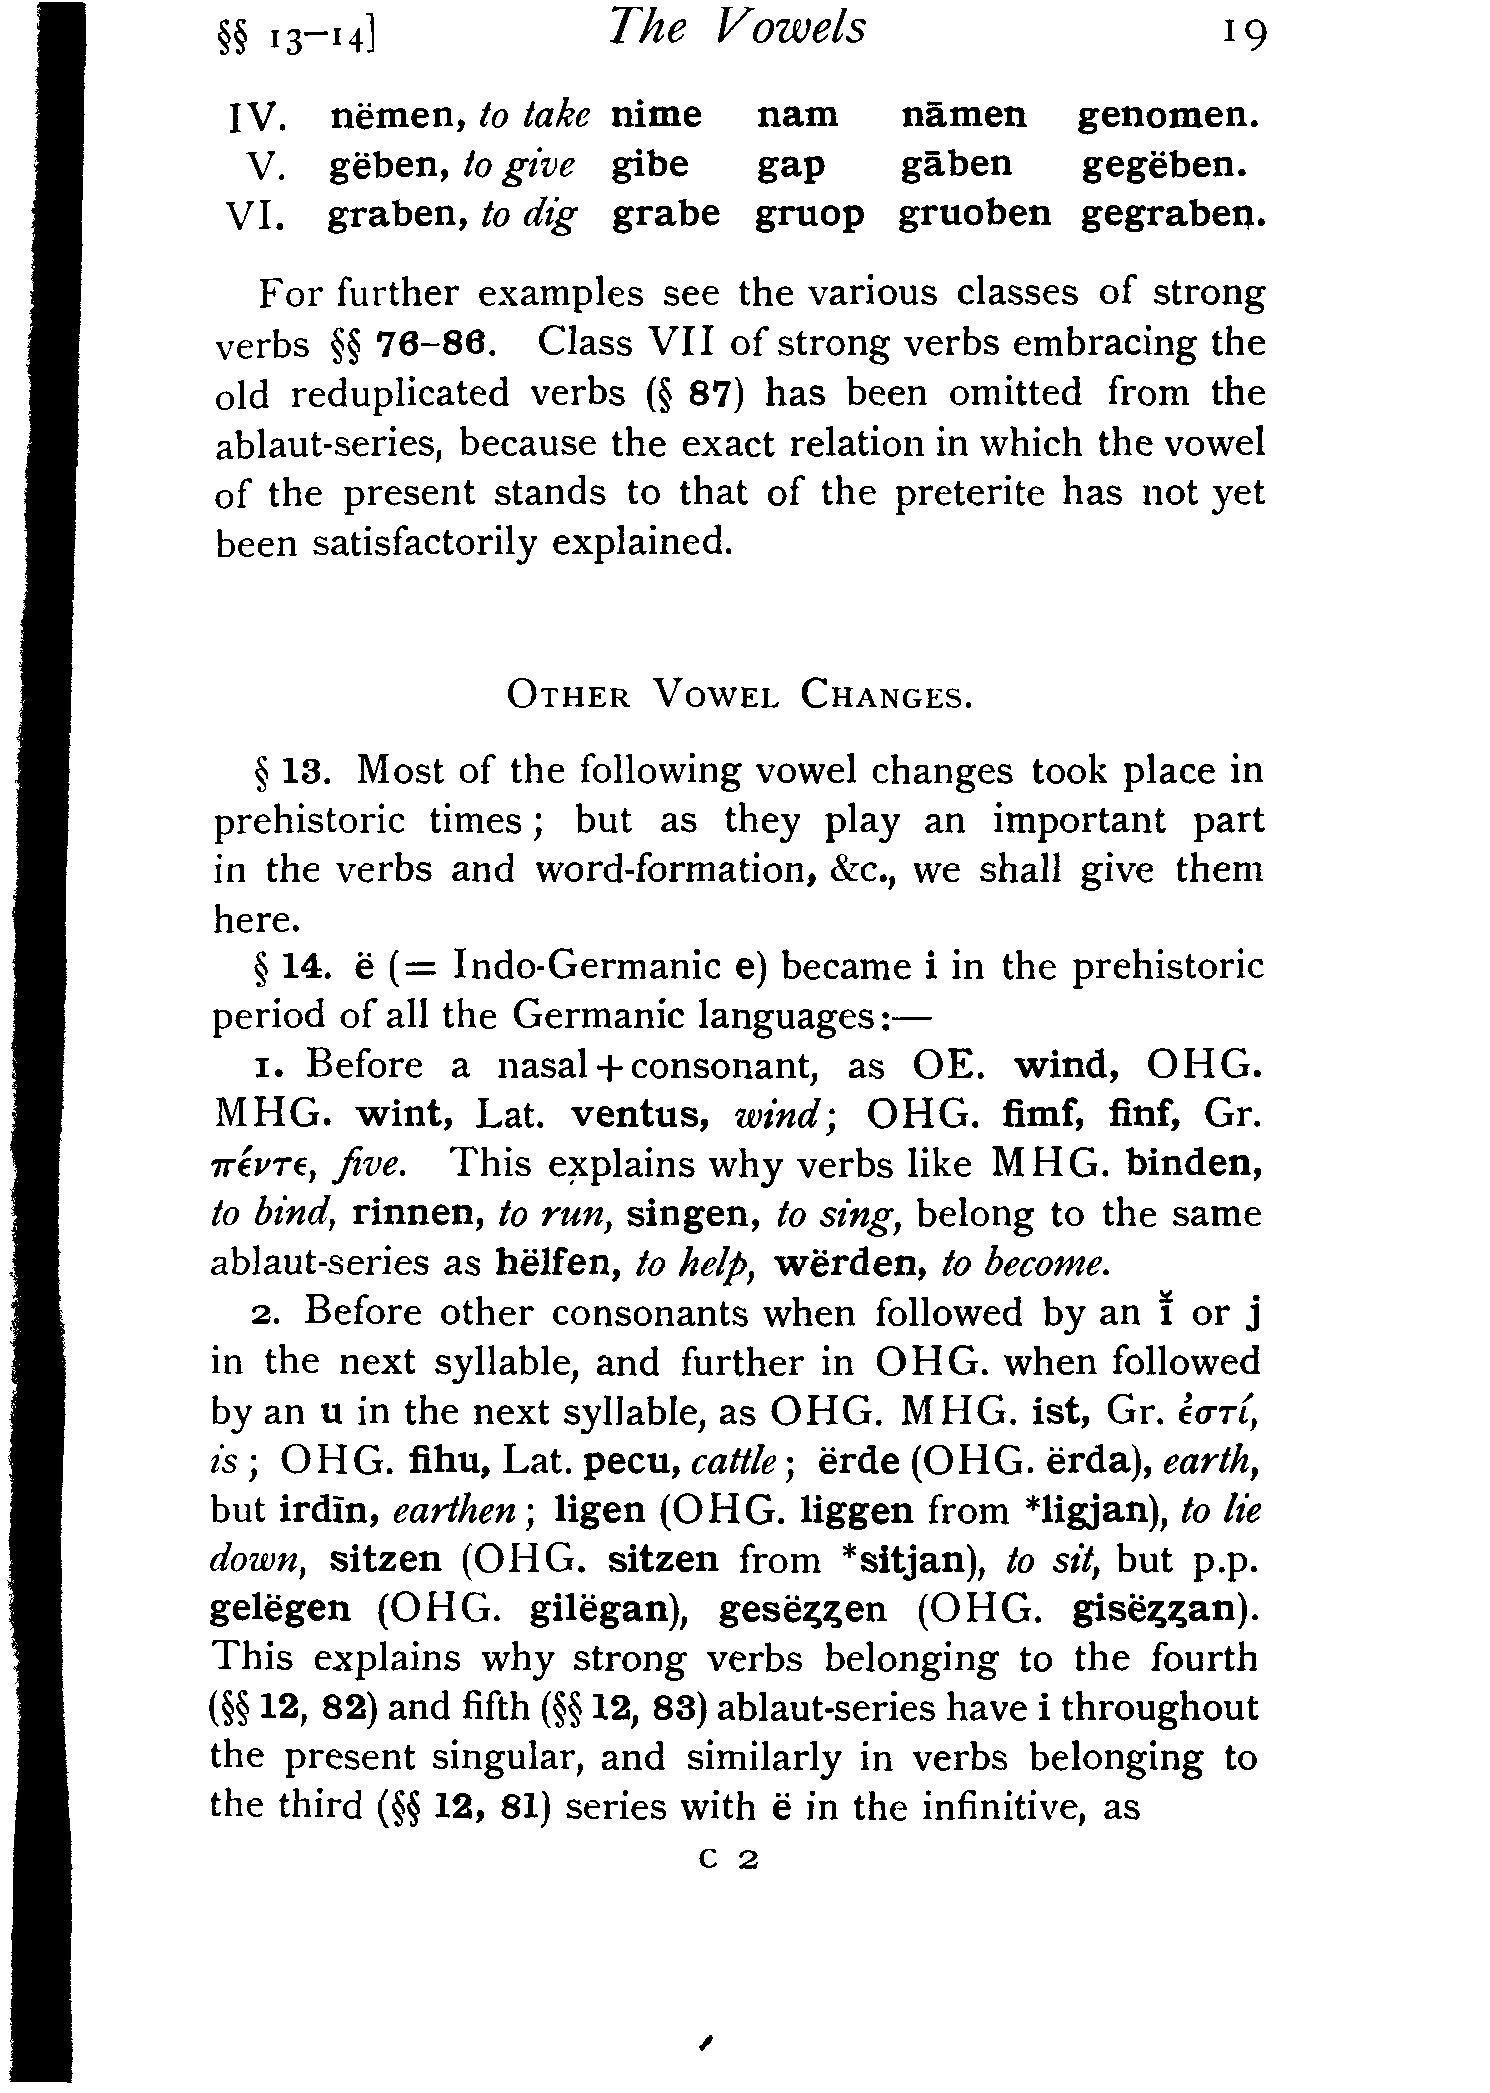 §§ 13–14] The Vowels 19
IV. nëmen, to take nime nam nāmen genomen.
V. gëben, to give gibe gap gāben gegëben.
VI. graben, to dig grabe gruop gruoben gegraben.
For further examples see the various classes of strong
verbs §§ 76–86. Class VII of strong verbs embracing the
old reduplicated verbs (§ 87) has been omitted from the
ablaut-series, because the exact relation in which the vowel
of the present stands to that of the preterite has not yet
been satisfactorily explained.
OTHER VOWEL CHANGES.
§ 13. Most of the following vowel changes took place in
prehistoric times; but as they play an important part
in the verbs and word-formation, &c., we shall give them
here.
§ 14. ë (= Indo-Germanic e) became i in the prehistoric
period of all the Germanic languages:—
1. Before a nasal + consonant, as OE. wind, OHG.
MHG. wint, Lat. ventus, wind; OHG. fimf, finf, Gr.
πέντε, five. This explains why verbs like MHG. binden,
to bind, rinnen, to run, singen, to sing, belong to the same
ablaut-series as hëlfen, to help, wërden, to become.
2. Before other consonants when followed by an ī̆ or j
in the next syllable, and further in OHG. when followed
by an u in the next syllable, as OHG. MHG. ist, Gr. ἐστί,
is; OHG. fihu, Lat. pecu, cattle; ërde (OHG. ërda), earth,
but irdīn, earthen; ligen (OHG. liggen from *ligjan), to lie
down, sitzen (OHG. sitzen from *sitjan), to sit, but p.p.
gelëgen (OHG. gilëgan), gesëȥȥen (OHG. gisëȥȥan).
This explains why strong verbs belonging to the fourth
(§§ 12, 82) and fifth (§§ 12, 83) ablaut-series have i throughout
the present singular, and similarly in verbs belonging to
the third (§§ 12, 81) series with ë in the infinitive, as
C 2